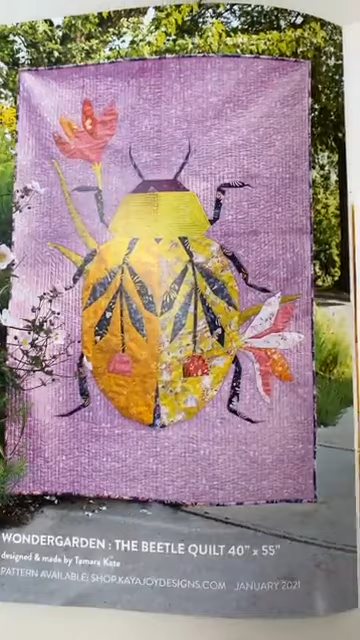 WONDERGARDEN : THE BEETLE QUILT 40" x 55"
designed & made by Tamara Kate
PATTERN AVAILABLE: SHOP.KAYAJOYDESIGNS.COM JANUARY 2021